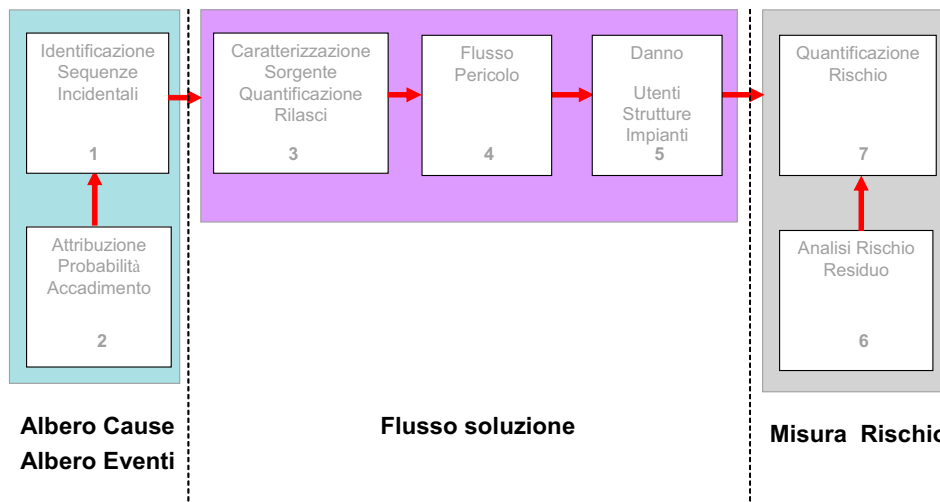 Identificazione
Sequenze
Incidentali
1
Attribuzione
Probabilità
Accadimento
2
Caratterizzazione
Sorgente
Quantificazione
Rilasci
3
Flusso
Pericolo
4
Danno
Utenti
Strutture
Impianti
5
Quantificazione
Rischio
7
Analisi Rischio
Residuo
6
Albero Cause
Albero Eventi
Flusso soluzione
Misura Rischio